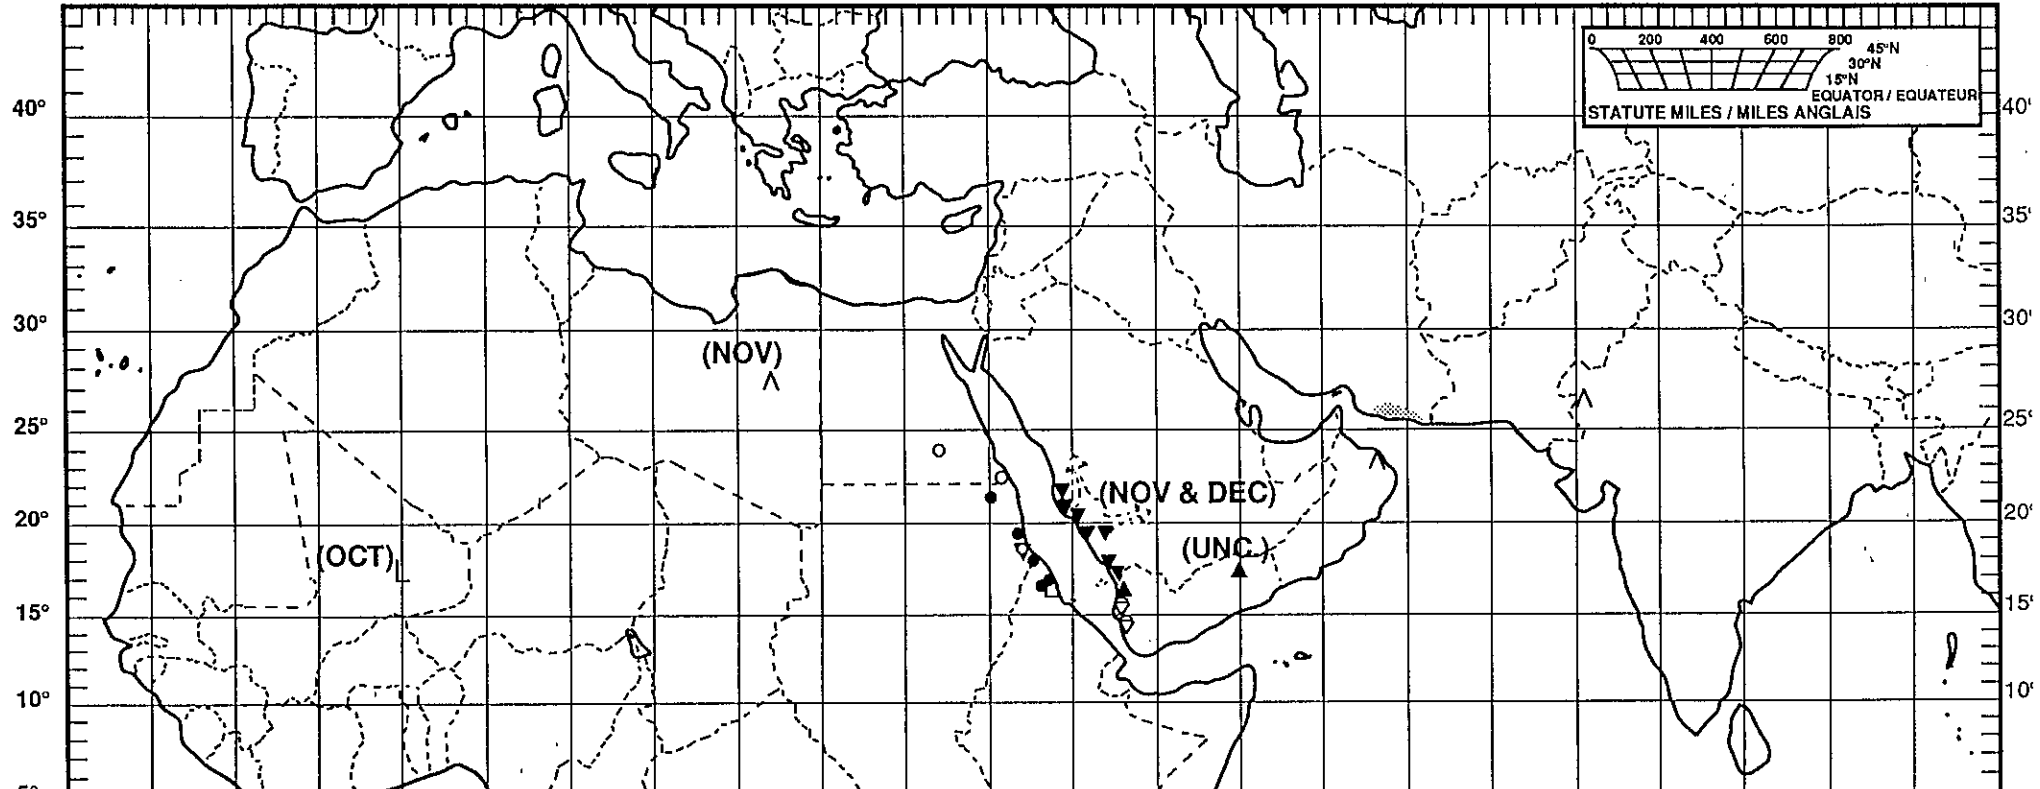 0 200 400 600 800
45°N
30°N
15°N
EQUATOR / EQUATEUR
STATUTE MILES / MILES ANGLAIS
40° 40°
35° 35°
30° 30°
(NOV)
25° 25°
(NOV & DEC)
20° 20°
(OCT) (UNC.)
15° 15°
10° 10°
5°